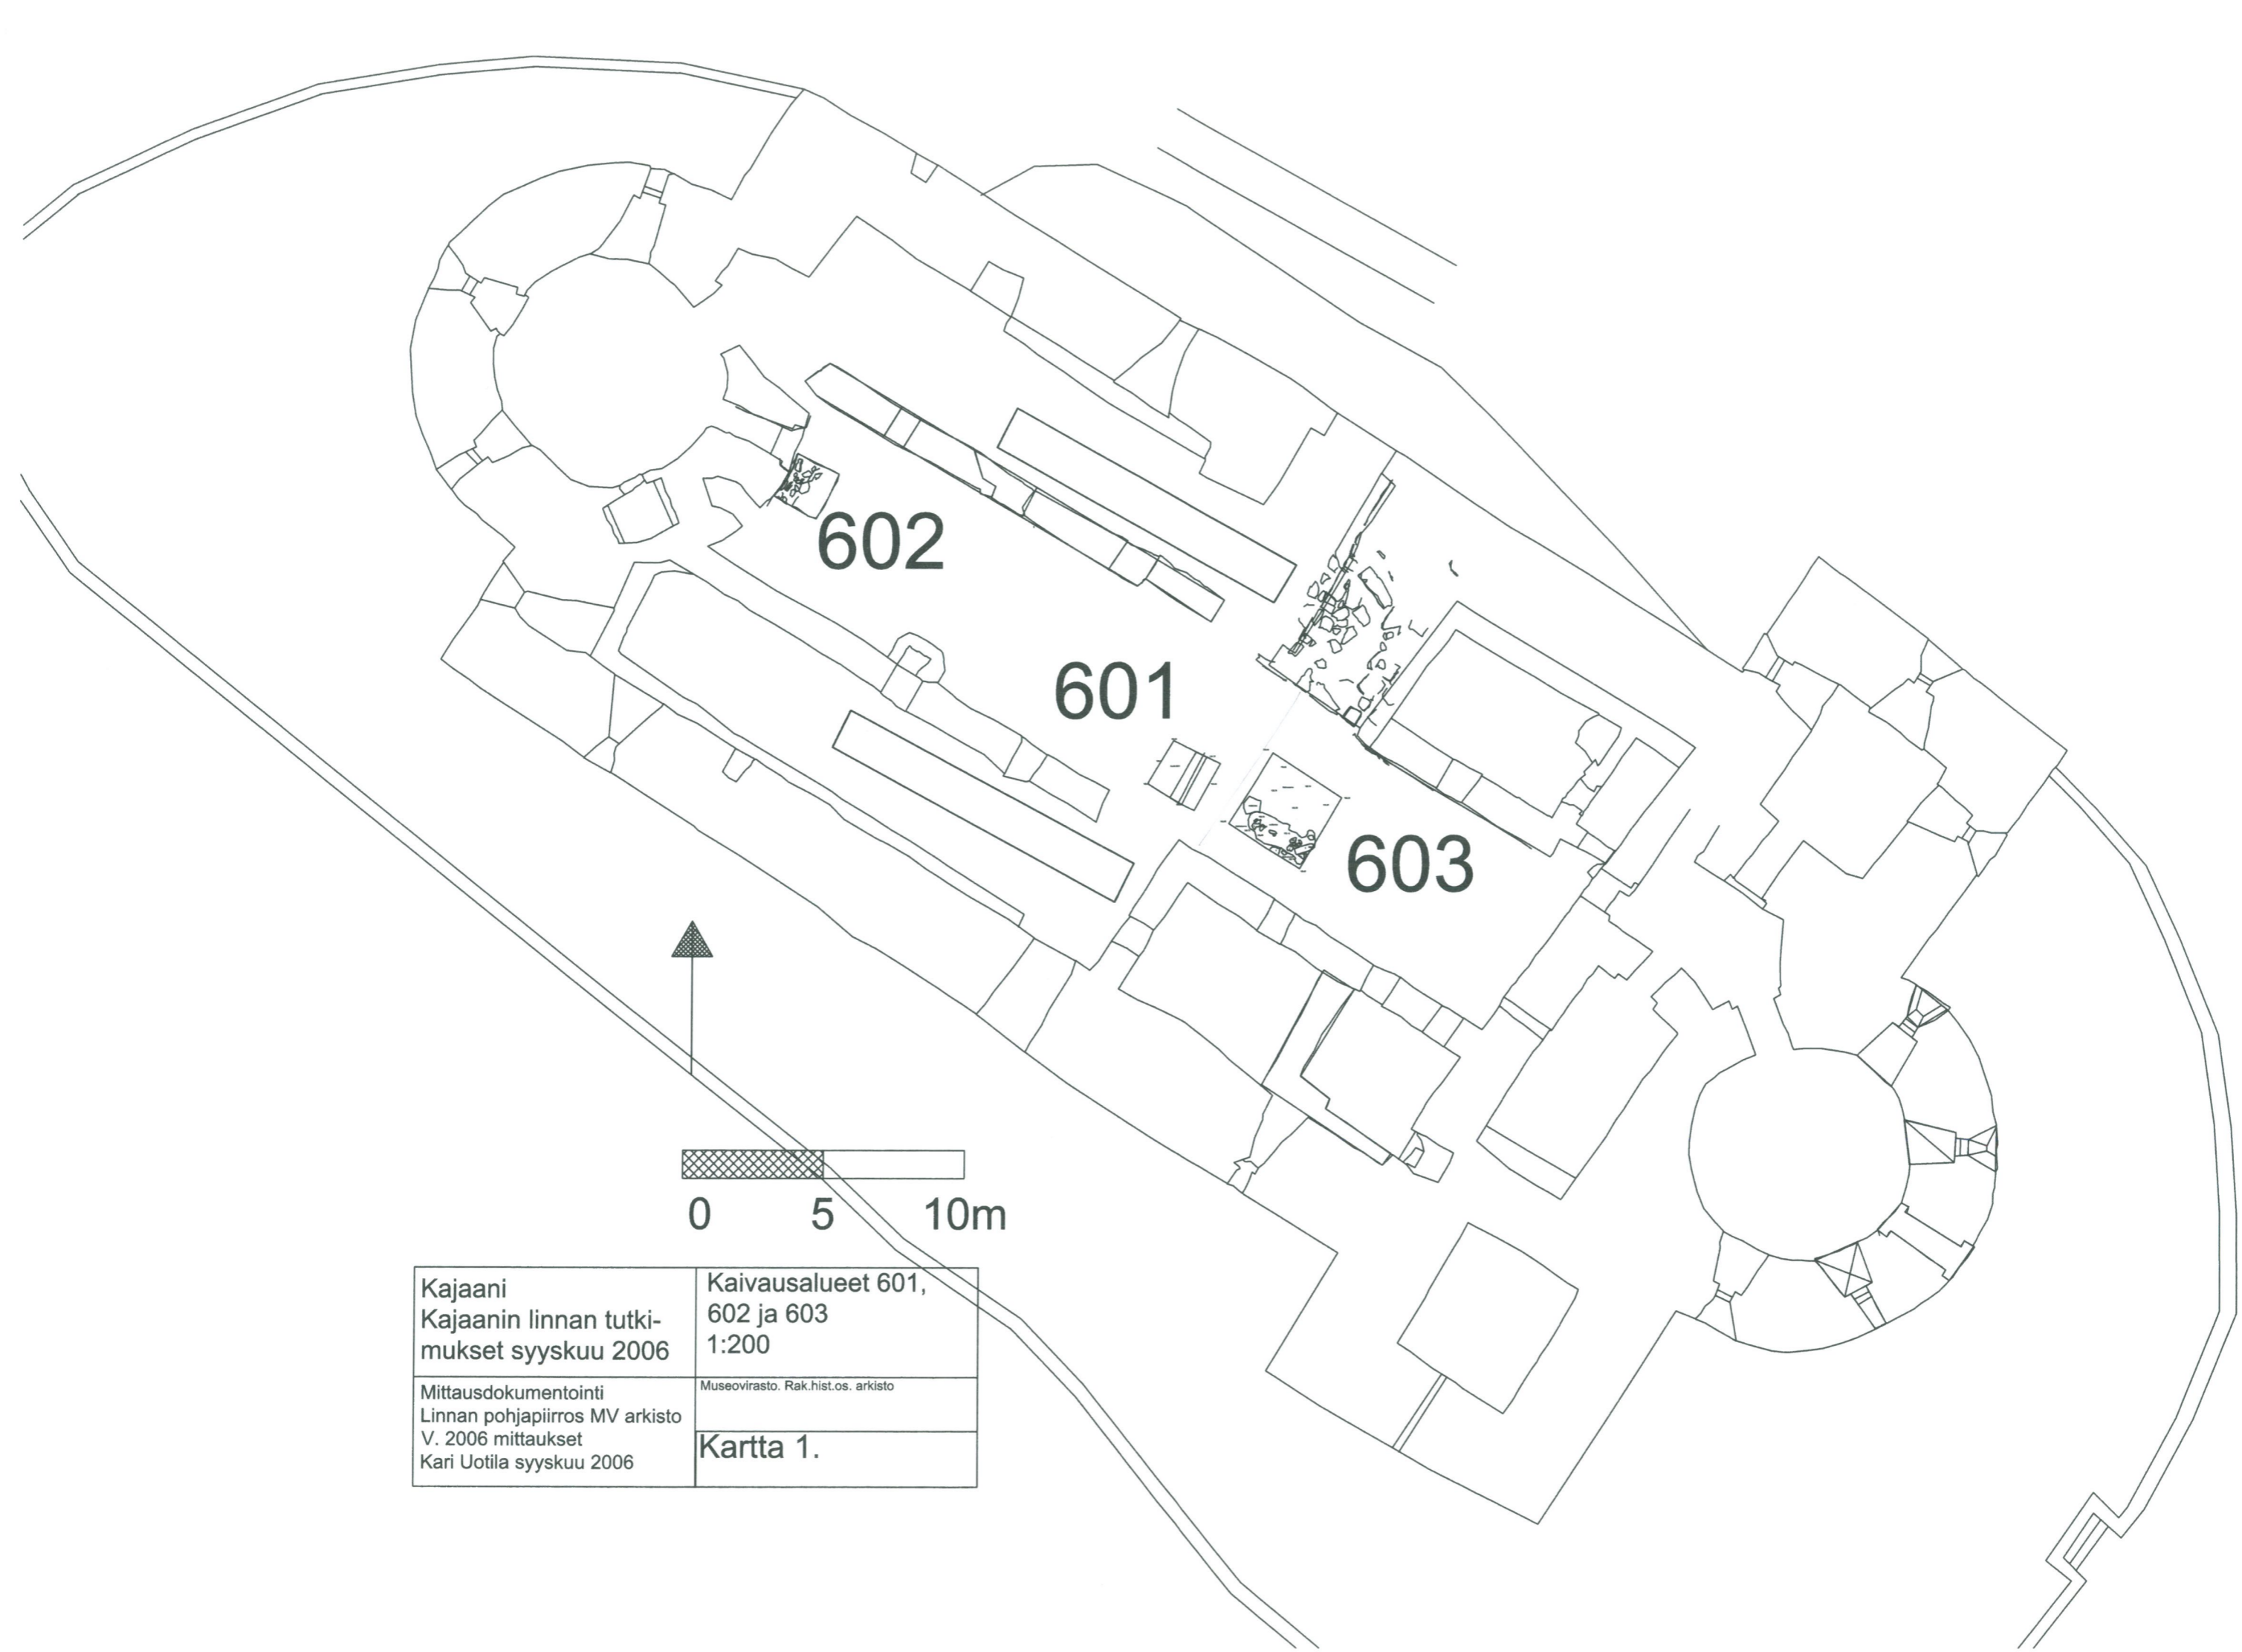 602
601
603
0 5 10m
Kajaani
Kajaanin linnan tutki-
mukset syyskuu 2006
Kaivausalueet 601,
602 ja 603
1:200
Mittausdokumentointi
Linnan pohjapiirros MV arkisto
V. 2006 mittaukset
Kari Uotila syyskuu 2006
Museovirasto. Rak.hist.os. arkisto
Kartta 1.